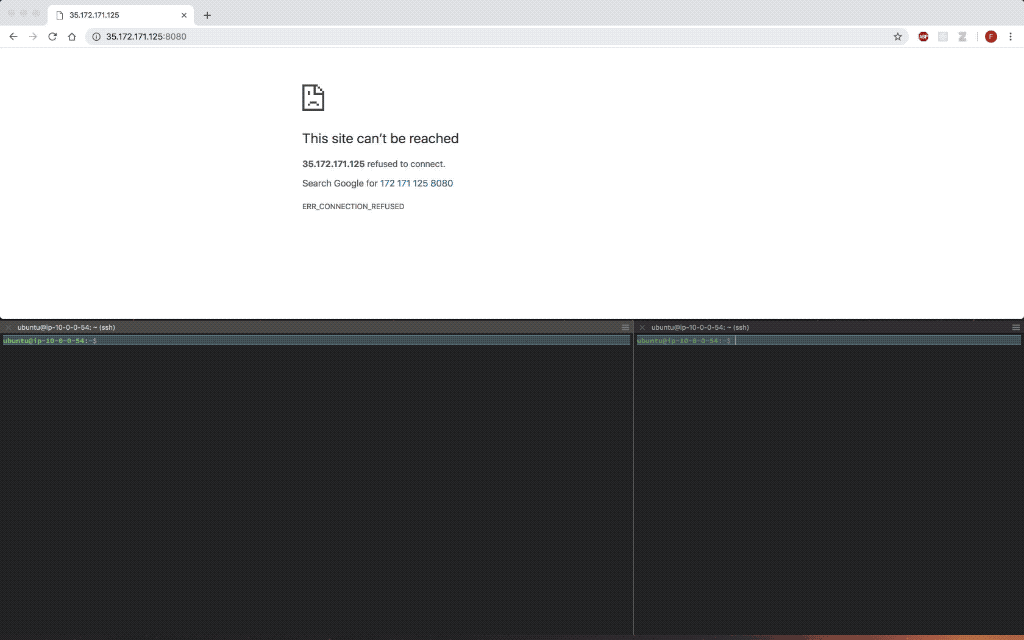 35.172.171.125
35.172.171.125:8080
ABP
F
This site can't be reached
35.172.171.125 refused to connect.
Search Google for 172 171 125 8080
ERR_CONNECTION_REFUSED
ubuntu@ip-10-0-0-54: ~ (ssh)
ubuntu@ip-10-0-0-54:~$
ubuntu@ip-10-0-0-54: ~ (ssh)
ubuntu@ip-10-0-0-54:~$